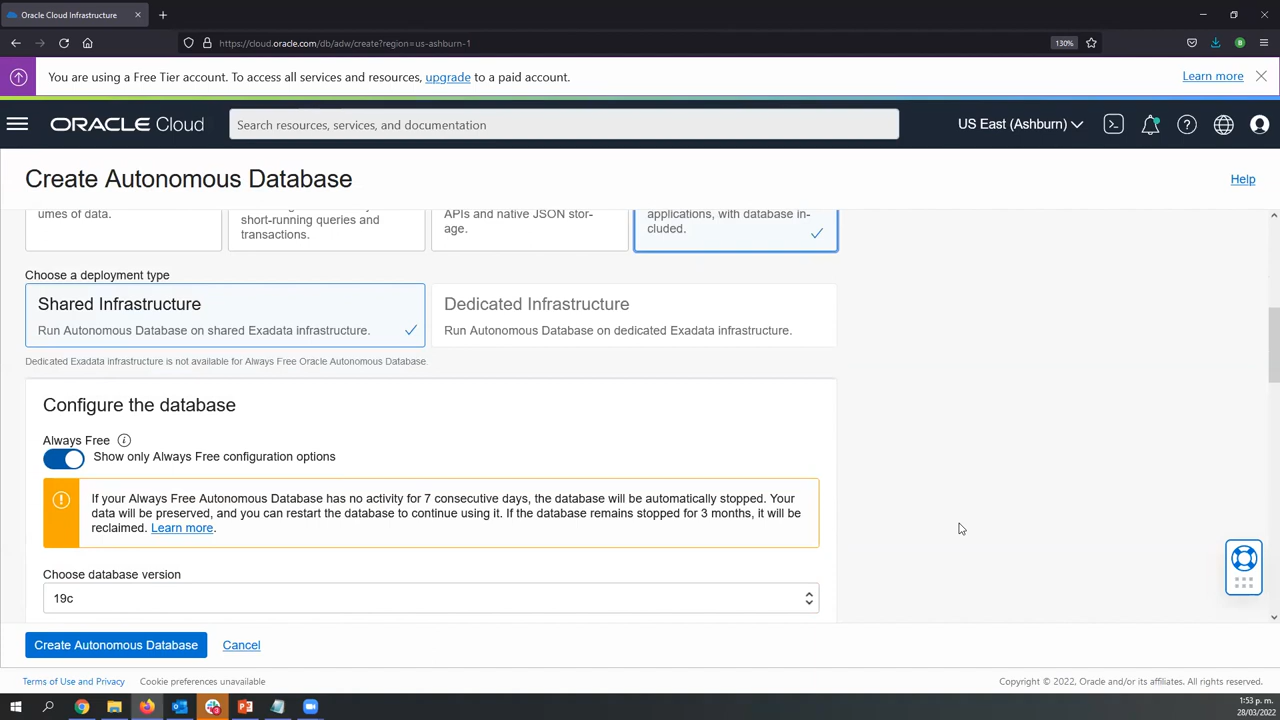 Oracle Cloud Infrastructure
https://cloud.oracle.com/db/adw/create?region=us-ashburn-1
130%
You are using a Free Tier account. To access all services and resources, upgrade to a paid account.
Learn more
ORACLE Cloud
Search resources, services, and documentation
US East (Ashburn)
Create Autonomous Database
Help
umes of data.
short-running queries and
transactions.
APIs and native JSON stor-
age.
applications, with database in-
cluded.
Choose a deployment type
Shared Infrastructure
Run Autonomous Database on shared Exadata infrastructure.
Dedicated Infrastructure
Run Autonomous Database on dedicated Exadata infrastructure.
Dedicated Exadata infrastructure is not available for Always Free Oracle Autonomous Database.
Configure the database
Always Free
Show only Always Free configuration options
If your Always Free Autonomous Database has no activity for 7 consecutive days, the database will be automatically stopped. Your
data will be preserved, and you can restart the database to continue using it. If the database remains stopped for 3 months, it will be
reclaimed. Learn more.
Choose database version
19c
Create Autonomous Database
Cancel
Terms of Use and Privacy
Cookie preferences unavailable
Copyright © 2022, Oracle and/or its affiliates. All rights reserved.
1:53 p. m.
28/03/2022